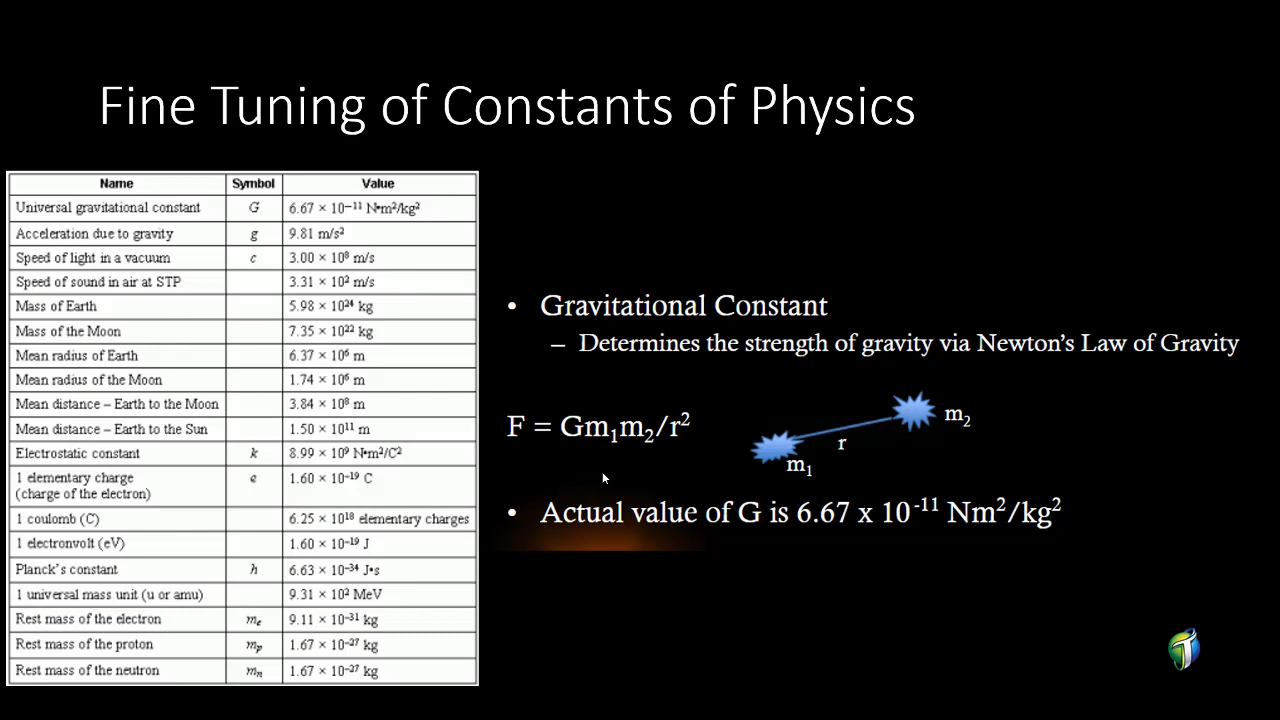 Fine Tuning of Constants of Physics
Name Symbol Value
Universal gravitational constant G 6.67 × 10⁻¹¹ N•m²/kg²
Acceleration due to gravity g 9.81 m/s²
Speed of light in a vacuum c 3.00 × 10⁸ m/s
Speed of sound in air at STP 3.31 × 10² m/s
Mass of Earth 5.98 × 10²⁴ kg
Mass of the Moon 7.35 × 10²² kg
Mean radius of Earth 6.37 × 10⁶ m
Mean radius of the Moon 1.74 × 10⁶ m
Mean distance – Earth to the Moon 3.84 × 10⁸ m
Mean distance – Earth to the Sun 1.50 × 10¹¹ m
Electrostatic constant k 8.99 × 10⁹ N•m²/C²
1 elementary charge e 1.60 × 10⁻¹⁹ C
(charge of the electron)
1 coulomb (C) 6.25 × 10¹⁸ elementary charges
1 electronvolt (eV) 1.60 × 10⁻¹⁹ J
Planck's constant h 6.63 × 10⁻³⁴ J•s
1 universal mass unit (u or amu) 9.31 × 10² MeV
Rest mass of the electron mₑ 9.11 × 10⁻³¹ kg
Rest mass of the proton mₚ 1.67 × 10⁻²⁷ kg
Rest mass of the neutron mₙ 1.67 × 10⁻²⁷ kg
• Gravitational Constant
– Determines the strength of gravity via Newton's Law of Gravity
F = Gm₁m₂/r²
m₂
r
m₁
• Actual value of G is 6.67 x 10⁻¹¹ Nm²/kg²
T